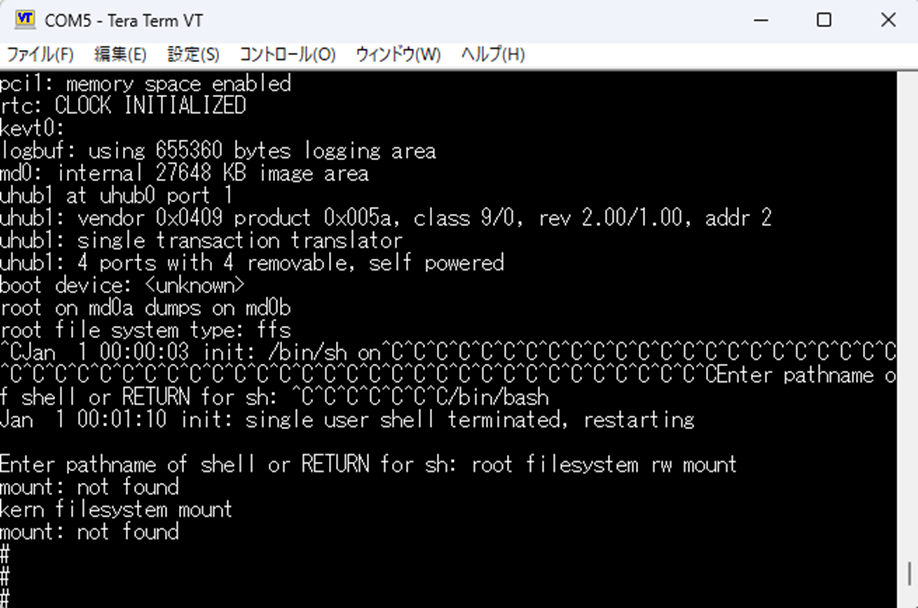 COM5 - Tera Term VT
ファイル(F) 編集(E) 設定(S) コントロール(O) ウィンドウ(W) ヘルプ(H)
pci1: memory space enabled
rtc: CLOCK INITIALIZED
kevt0:
logbuf: using 655360 bytes logging area
md0: internal 27648 KB image area
uhub1 at uhub0 port 1
uhub1: vendor 0x0409 product 0x005a, class 9/0, rev 2.00/1.00, addr 2
uhub1: single transaction translator
uhub1: 4 ports with 4 removable, self powered
boot device: <unknown>
root on md0a dumps on md0b
root file system type: ffs
^CJan  1 00:00:03 init: /bin/sh on^C^C^C^C^C^C^C^C^C^C^C^C^C^C^C^C^C^C^C^C^C^C^C
^C^C^C^C^C^C^C^C^C^C^C^C^C^C^C^C^C^C^C^C^C^C^C^C^C^C^C^C^C^C^C^CEnter pathname o
f shell or RETURN for sh: ^C^C^C^C^C^C^C/bin/bash
Jan  1 00:01:10 init: single user shell terminated, restarting
Enter pathname of shell or RETURN for sh: root filesystem rw mount
mount: not found
kern filesystem mount
mount: not found
#
#
#